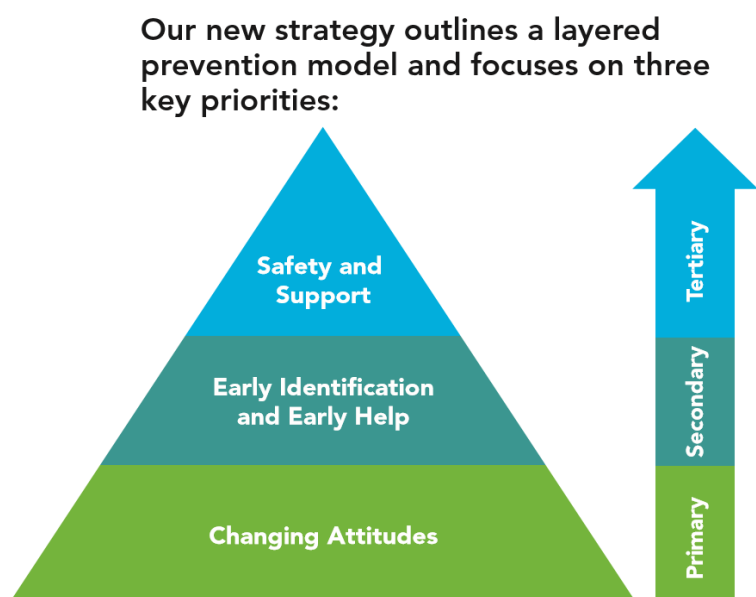 Our new strategy outlines a layered
prevention model and focuses on three
key priorities:
Safety and
Support
Tertiary
Early Identification
and Early Help
Secondary
Changing Attitudes
Primary